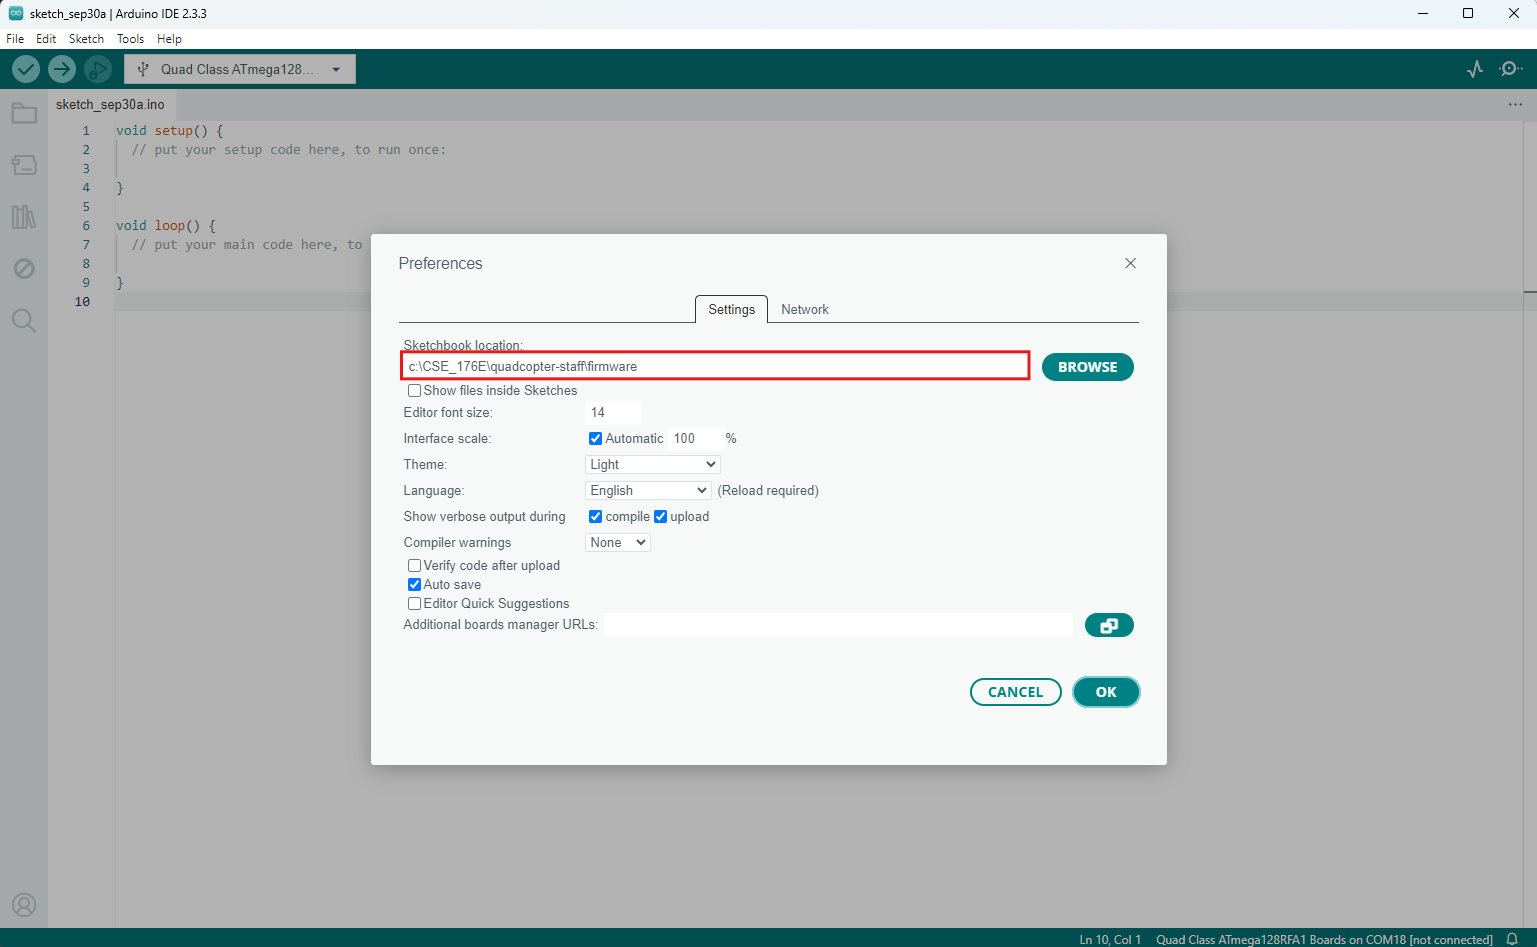 sketch_sep30a | Arduino IDE 2.3.3
File Edit Sketch Tools Help
Quad Class ATmega128...
sketch_sep30a.ino
1 void setup() {
2 // put your setup code here, to run once:
3
4 }
5
6 void loop() {
7 // put your main code here, to
8
9 }
10
Preferences
Settings Network
Sketchbook location:
c:\CSE_176E\quadcopter-staff\firmware BROWSE
Show files inside Sketches
Editor font size: 14
Interface scale: Automatic 100 %
Theme: Light
Language: English (Reload required)
Show verbose output during compile upload
Compiler warnings None
Verify code after upload
Auto save
Editor Quick Suggestions
Additional boards manager URLs:
CANCEL OK
Ln 10, Col 1 Quad Class ATmega128RFA1 Boards on COM18 [not connected]